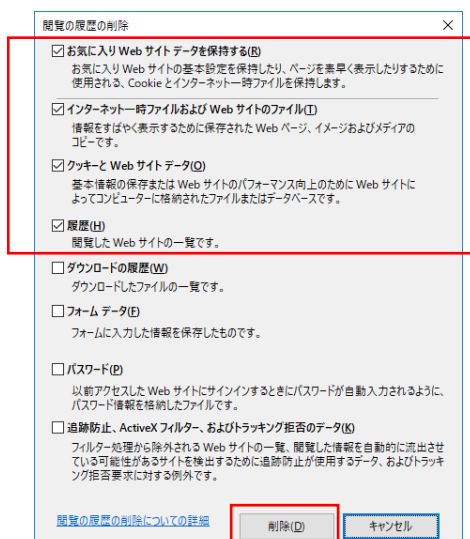 閲覧の履歴の削除
お気に入り Web サイト データを保持する(R)
お気に入り Web サイトの基本設定を保持したり、ページを素早く表示したりするために
使用される、Cookie とインターネット一時ファイルを保持します。
インターネット一時ファイルおよび Web サイトのファイル(T)
情報をすばやく表示するために保存された Web ページ、イメージおよびメディアの
コピーです。
クッキーと Web サイト データ(O)
基本情報の保存または Web サイトのパフォーマンス向上のために Web サイトに
よってコンピューターに格納されたファイルまたはデータベースです。
履歴(H)
閲覧した Web サイトの一覧です。
ダウンロードの履歴(W)
ダウンロードしたファイルの一覧です。
フォーム データ(F)
フォームに入力した情報を保存したものです。
パスワード(P)
以前アクセスした Web サイトにサインインするときにパスワードが自動入力されるように、
パスワード情報を格納したファイルです。
追跡防止、ActiveX フィルター、およびトラッキング拒否のデータ(K)
フィルター処理から除外される Web サイトの一覧、閲覧した情報を自動的に流出させ
ている可能性があるサイトを検出するために追跡防止が使用するデータ、およびトラッキ
ング拒否要求に対する例外です。
閲覧の履歴の削除についての詳細
削除(D)
キャンセル